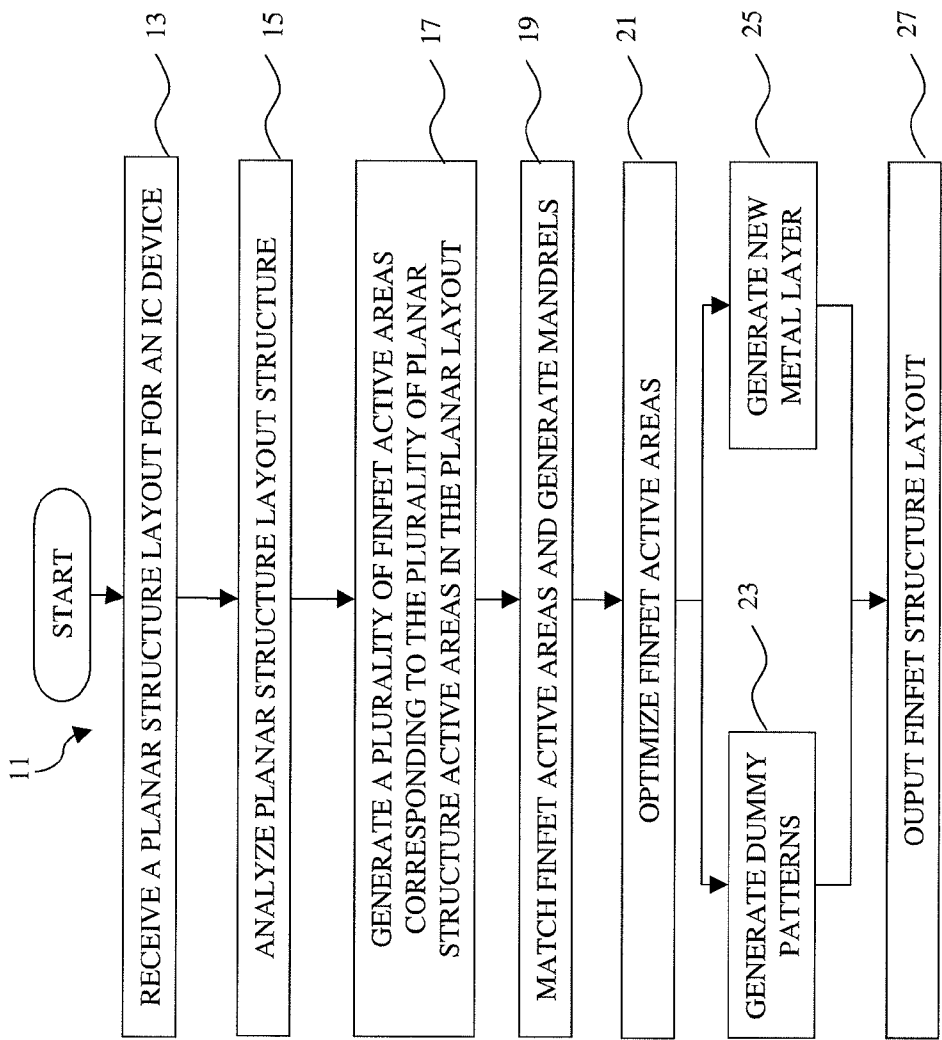 11
START
RECEIVE A PLANAR STRUCTURE LAYOUT FOR AN IC DEVICE
13
ANALYZE PLANAR STRUCTURE LAYOUT STRUCTURE
15
GENERATE A PLURALITY OF FINFET ACTIVE AREAS
CORRESPONDING TO THE PLURALITY OF PLANAR
STRUCTURE ACTIVE AREAS IN THE PLANAR LAYOUT
17
MATCH FINFET ACTIVE AREAS AND GENERATE MANDRELS
19
OPTIMIZE FINFET ACTIVE AREAS
21
GENERATE DUMMY
PATTERNS
23
GENERATE NEW
METAL LAYER
25
OUPUT FINFET STRUCTURE LAYOUT
27